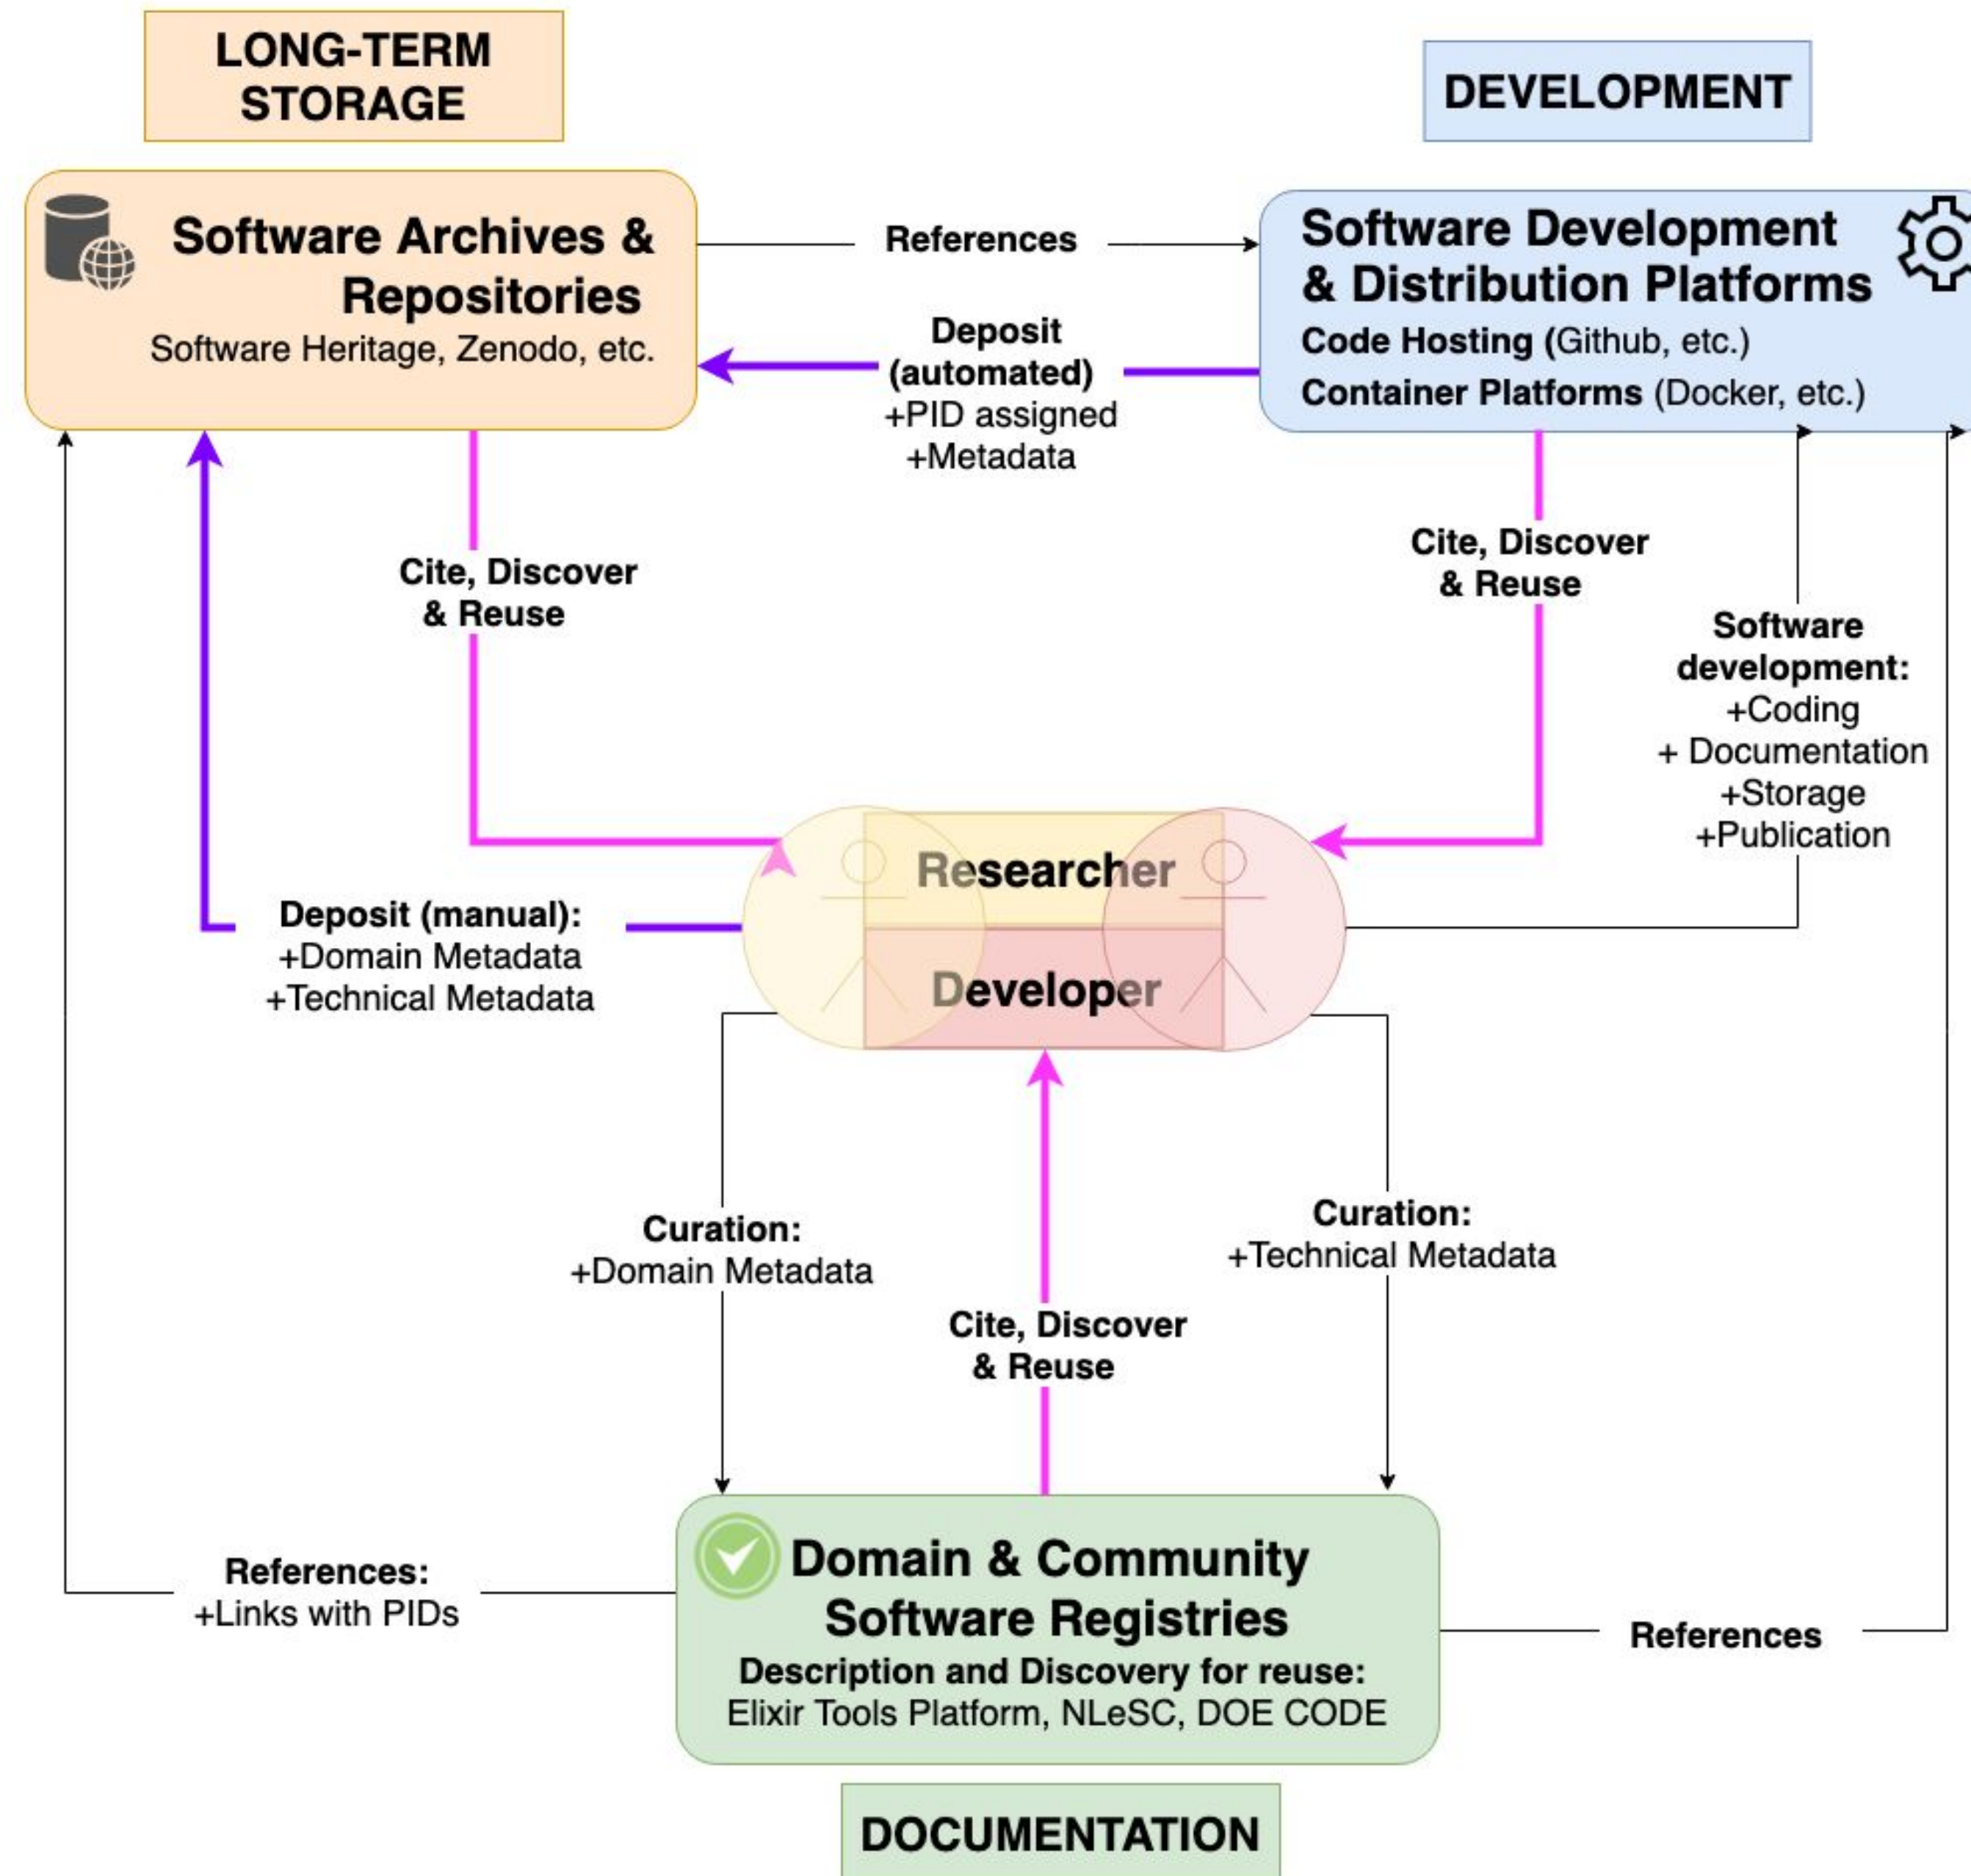 LONG-TERM
STORAGE
DEVELOPMENT
Software Archives &
Repositories
Software Heritage, Zenodo, etc.
References
Deposit
(automated)
+PID assigned
+Metadata
Software Development
& Distribution Platforms
Code Hosting (Github, etc.)
Container Platforms (Docker, etc.)
Cite, Discover
& Reuse
Cite, Discover
& Reuse
Software
development:
+Coding
+ Documentation
+Storage
+Publication
Researcher
Developer
Deposit (manual):
+Domain Metadata
+Technical Metadata
Curation:
+Domain Metadata
Curation:
+Technical Metadata
Cite, Discover
& Reuse
References:
+Links with PIDs
Domain & Community
Software Registries
Description and Discovery for reuse:
Elixir Tools Platform, NLeSC, DOE CODE
References
DOCUMENTATION